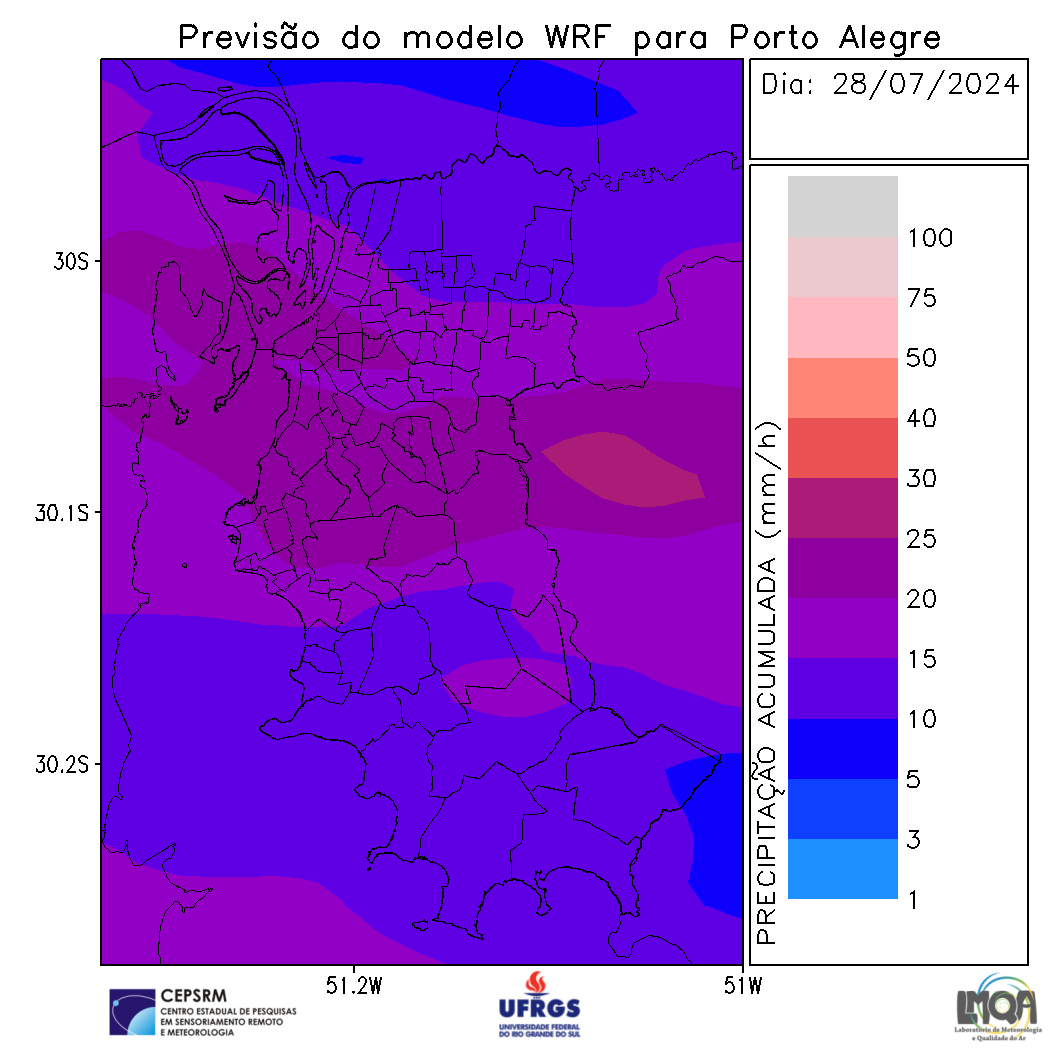 Previsão do modelo WRF para Porto Alegre
Dia: 28/07/2024
30S
30.1S
30.2S
51.2W
51W
PRECIPITAÇÃO ACUMULADA (mm/h)
100
75
50
40
30
25
20
15
10
5
3
1
CEPSRM
CENTRO ESTADUAL DE PESQUISAS
EM SENSORIAMENTO REMOTO
E METEOROLOGIA
UFRGS
UNIVERSIDADE FEDERAL
DO RIO GRANDE DO SUL
LMQA
Laboratório de Meteorologia
e Qualidade do Ar